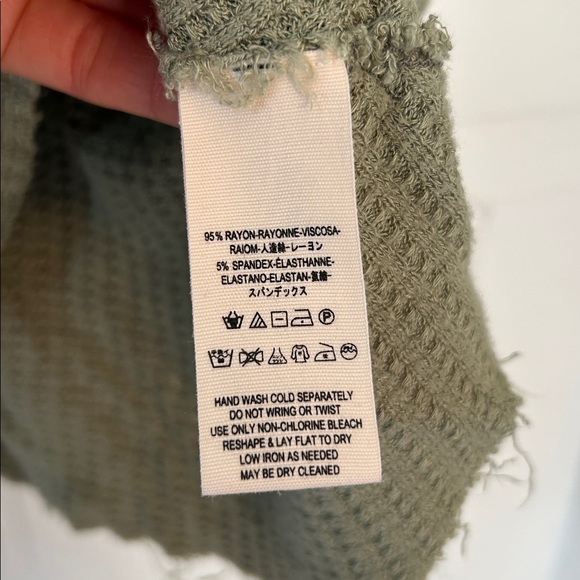 95% RAYON-RAYONNE-VISCOSA-
RAIOM-人造絲-レーヨン
5% SPANDEX-ÉLASTHANNE-
ELASTANO-ELASTAN-氨綸-
スパンデックス
HAND WASH COLD SEPARATELY
DO NOT WRING OR TWIST
USE ONLY NON-CHLORINE BLEACH
RESHAPE & LAY FLAT TO DRY
LOW IRON AS NEEDED
MAY BE DRY CLEANED